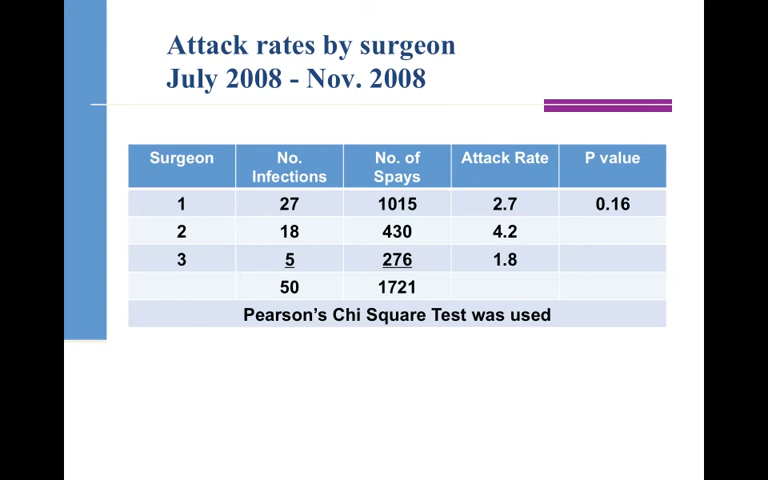 Attack rates by surgeon
July 2008 - Nov. 2008
Surgeon No. Infections No. of Spays Attack Rate P value
1 27 1015 2.7 0.16
2 18 430 4.2
3 5 276 1.8
50 1721
Pearson's Chi Square Test was used